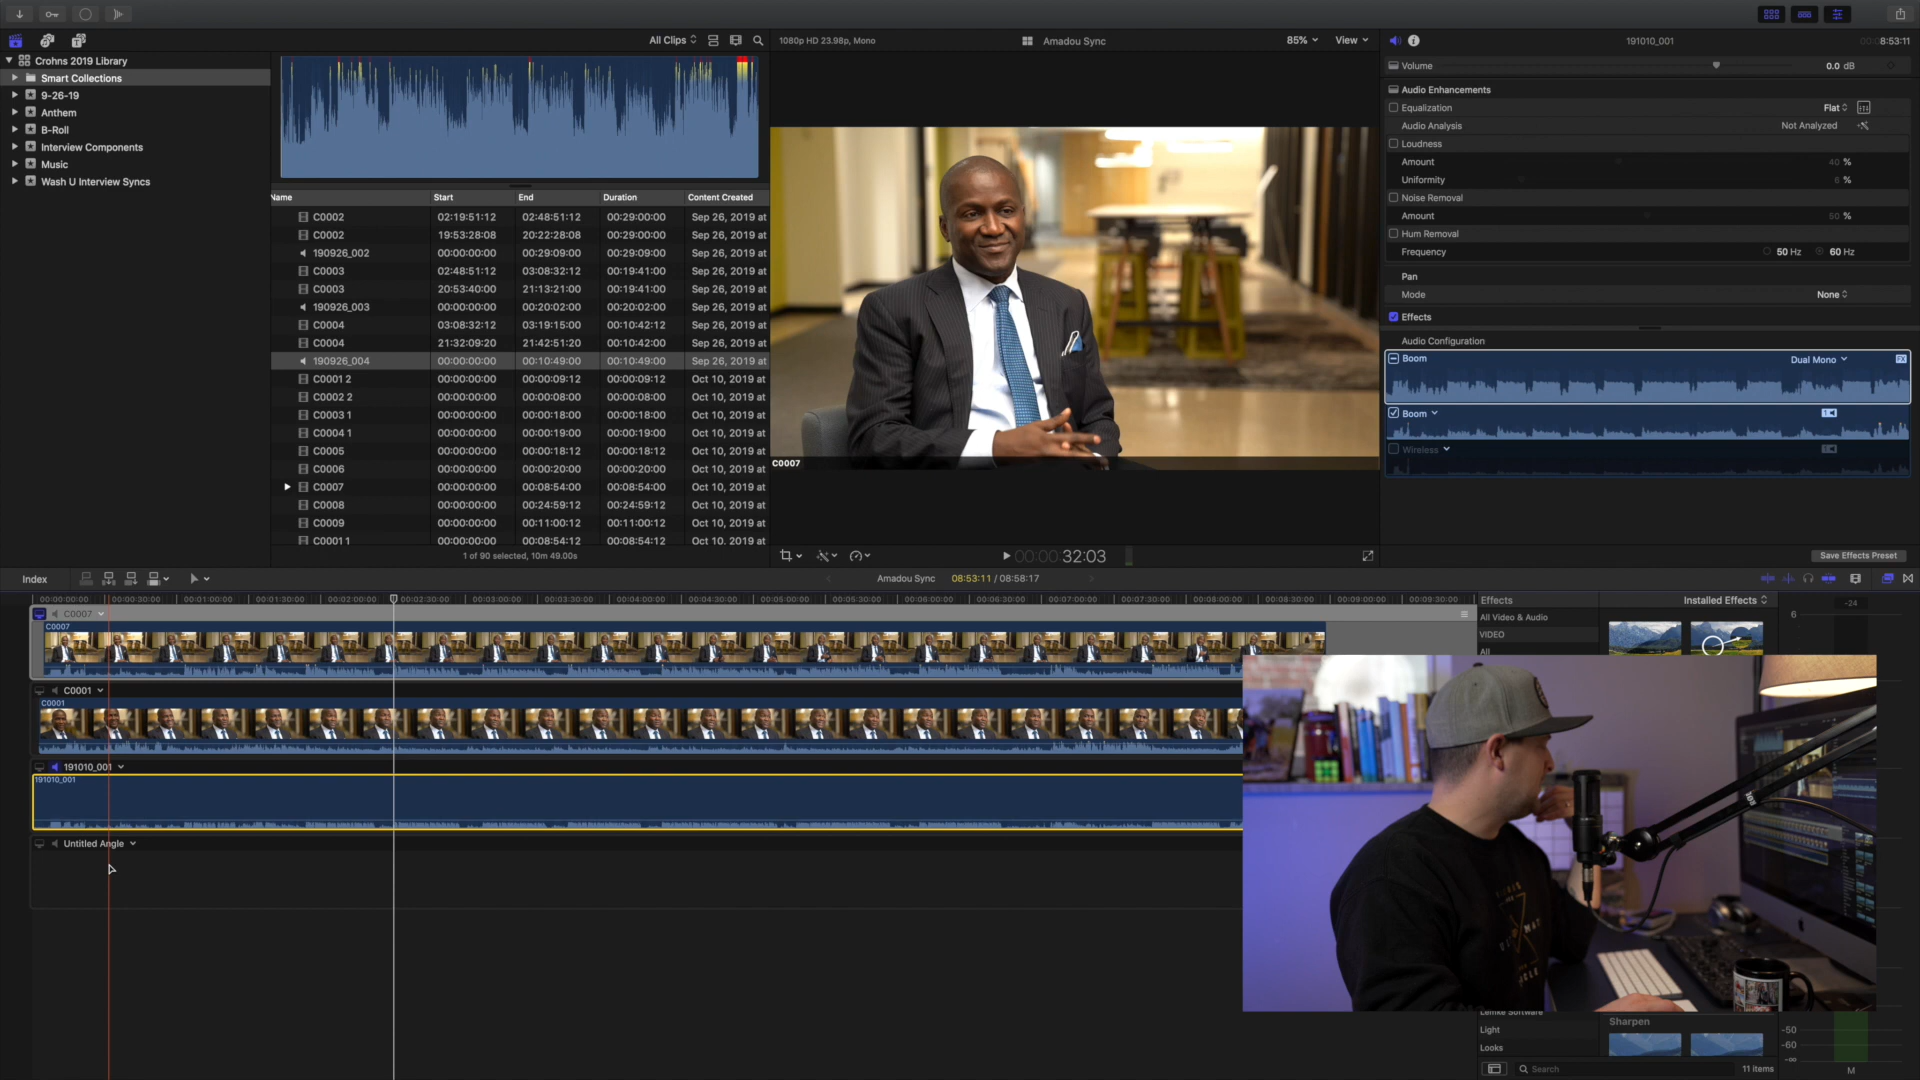 All Clips
1080p HD 23.98p, Mono
Amadou Sync
85%
View
191010_001
8:53:11
Crohns 2019 Library
Smart Collections
9-26-19
Anthem
B-Roll
Interview Components
Music
Wash U Interview Syncs
Name Start End Duration Content Created
C0002 02:19:51:12 02:48:51:12 00:29:00:00 Sep 26, 2019 at
C0002 19:53:28:08 20:22:28:08 00:29:00:00 Sep 26, 2019 at
190926_002 00:00:00:00 00:29:09:00 00:29:09:00 Sep 26, 2019 at
C0003 02:48:51:12 03:08:32:12 00:19:41:00 Sep 26, 2019 at
C0003 20:53:40:00 21:13:21:00 00:19:41:00 Sep 26, 2019 at
190926_003 00:00:00:00 00:20:02:00 00:20:02:00 Sep 26, 2019 at
C0004 03:08:32:12 03:19:15:00 00:10:42:12 Sep 26, 2019 at
C0004 21:32:09:20 21:42:51:20 00:10:42:00 Sep 26, 2019 at
190926_004 00:00:00:00 00:10:49:00 00:10:49:00 Sep 26, 2019 at
C0001 2 00:00:00:00 00:00:09:12 00:00:09:12 Oct 10, 2019 at
C0002 2 00:00:00:00 00:00:08:00 00:00:08:00 Oct 10, 2019 at
C0003 1 00:00:00:00 00:00:18:00 00:00:18:00 Oct 10, 2019 at
C0004 1 00:00:00:00 00:00:19:00 00:00:19:00 Oct 10, 2019 at
C0005 00:00:00:00 00:00:18:12 00:00:18:12 Oct 10, 2019 at
C0006 00:00:00:00 00:00:20:00 00:00:20:00 Oct 10, 2019 at
C0007 00:00:00:00 00:08:54:00 00:08:54:00 Oct 10, 2019 at
C0008 00:00:00:00 00:24:59:12 00:24:59:12 Oct 10, 2019 at
C0009 00:00:00:00 00:11:00:12 00:11:00:12 Oct 10, 2019 at
C0001 1 00:00:00:00 00:08:54:12 00:08:54:12 Oct 10, 2019 at
1 of 90 selected, 10m 49.00s
C0007
00:00:00:32:03
Volume 0.0 dB
Audio Enhancements
Equalization Flat
Audio Analysis Not Analyzed
Loudness
Amount 40 %
Uniformity 6 %
Noise Removal
Amount 50 %
Hum Removal
Frequency 50 Hz 60 Hz
Pan
Mode None
Effects
Audio Configuration
Boom Dual Mono FX
Boom 1
Wireless 1
Save Effects Preset
Index
Amadou Sync 08:53:11 / 08:58:17
00:00:00:00 00:00:30:00 00:01:00:00 00:01:30:00 00:02:00:00 00:02:30:00 00:03:00:00 00:03:30:00 00:04:00:00 00:04:30:00 00:05:00:00 00:05:30:00 00:06:00:00 00:06:30:00 00:07:00:00 00:07:30:00 00:08:00:00 00:08:30:00 00:09:00:00 00:09:30:00
C0007
C0007
C0001
C0001
191010_001
191010_001
Untitled Angle
Effects Installed Effects
All Video & Audio
VIDEO
All
-24
6
Light
Looks
Sharpen
Search
11 items
-50
-60
-∞
M